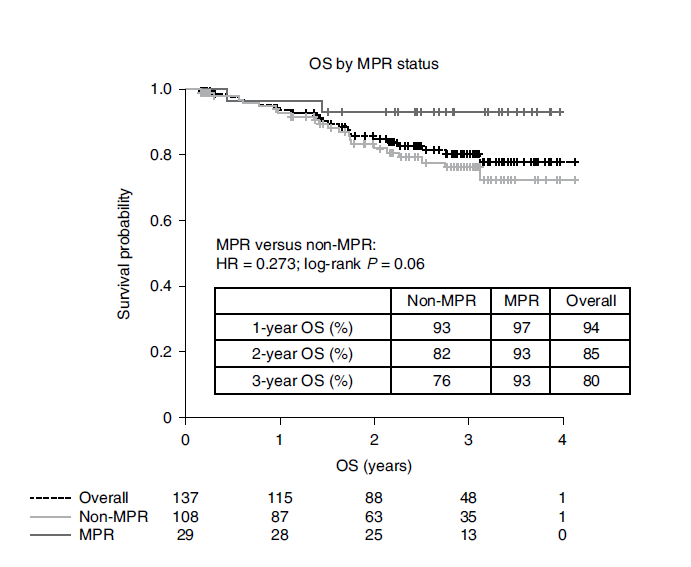 OS by MPR status
1.0
0.8
0.6
0.4
0.2
0
Survival probability
MPR versus non-MPR:
HR = 0.273; log-rank P = 0.06
Non-MPR MPR Overall
1-year OS (%) 93 97 94
2-year OS (%) 82 93 85
3-year OS (%) 76 93 80
0 1 2 3 4
OS (years)
Overall 137 115 88 48 1
Non-MPR 108 87 63 35 1
MPR 29 28 25 13 0